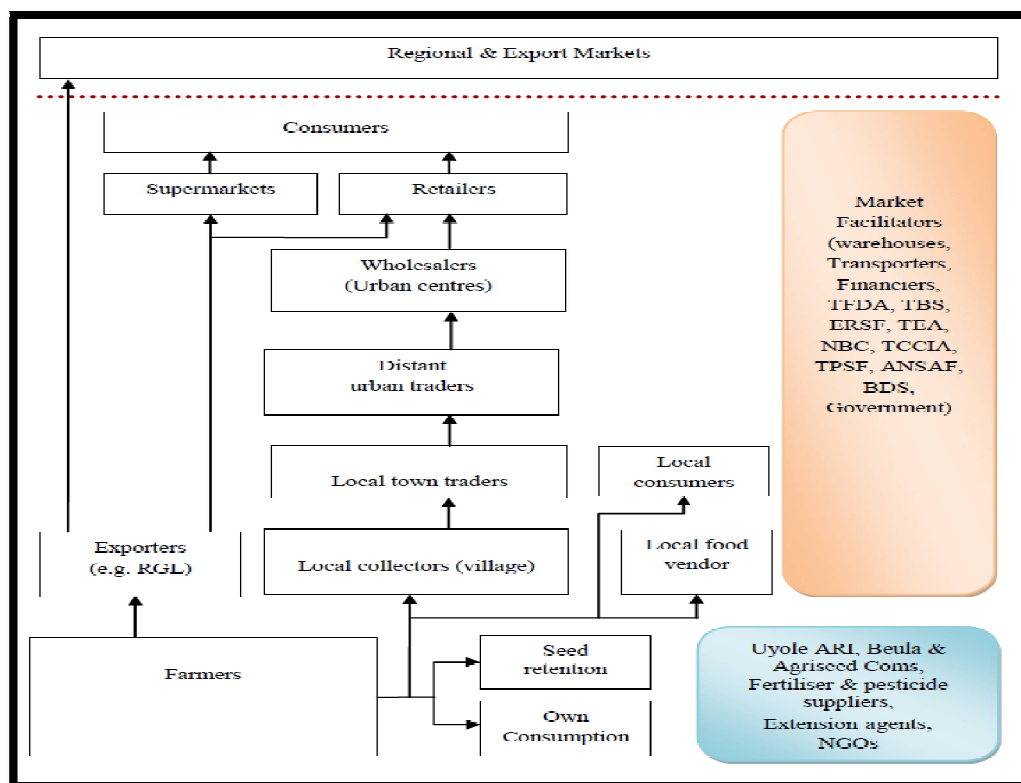 Regional & Export Markets
Consumers
Supermarkets
Retailers
Wholesalers
(Urban centres)
Distant
urban traders
Local town traders
Local
consumers
Exporters
(e.g. RGL)
Local collectors (village)
Local food
vendor
Farmers
Seed
retention
Own
Consumption
Market
Facilitators
(warehouses,
Transporters,
Financiers,
TFDA, TBS,
ERSF, TEA,
NBC, TCCIA,
TPSF, ANSAF,
BDS,
Government)
Uyole ARI, Beula &
Agriseed Coms,
Fertiliser & pesticide
suppliers,
Extension agents,
NGOs